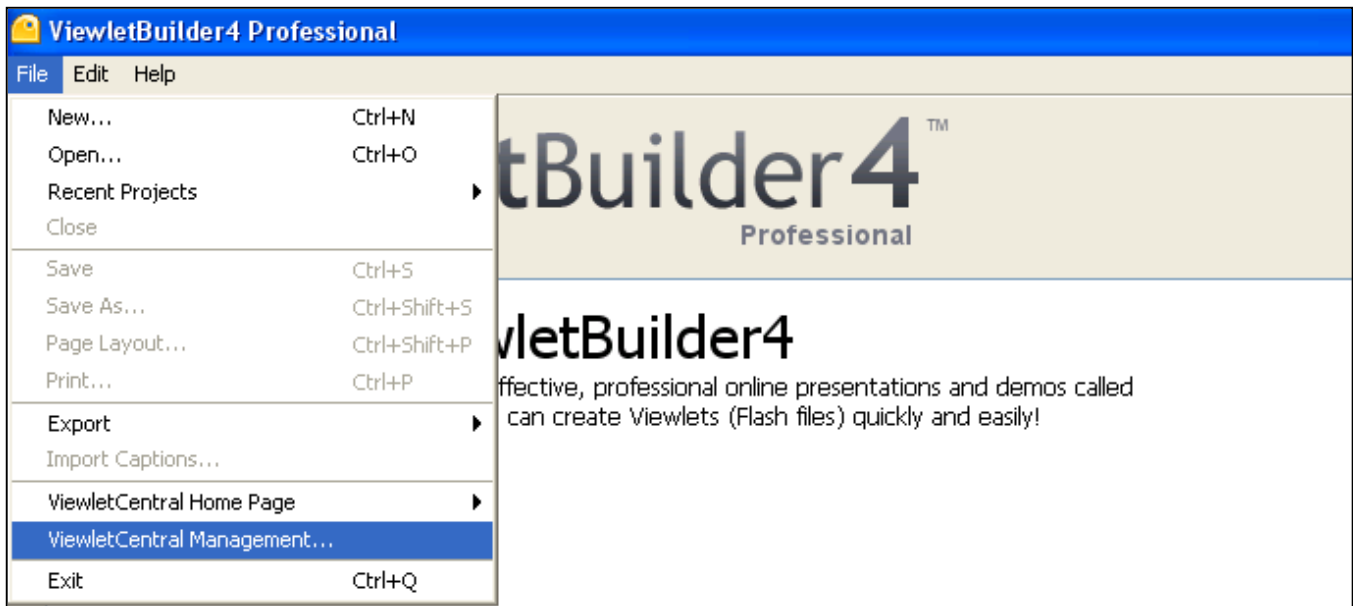 ViewletBuilder4 Professional
File Edit Help
New... Ctrl+N
Open... Ctrl+O
Recent Projects
Close
Save Ctrl+S
Save As... Ctrl+Shift+S
Page Layout... Ctrl+Shift+P
Print... Ctrl+P
Export
Import Captions...
ViewletCentral Home Page
ViewletCentral Management...
Exit Ctrl+Q
tBuilder4™
Professional
wletBuilder4
ffective, professional online presentations and demos called
can create Viewlets (Flash files) quickly and easily!